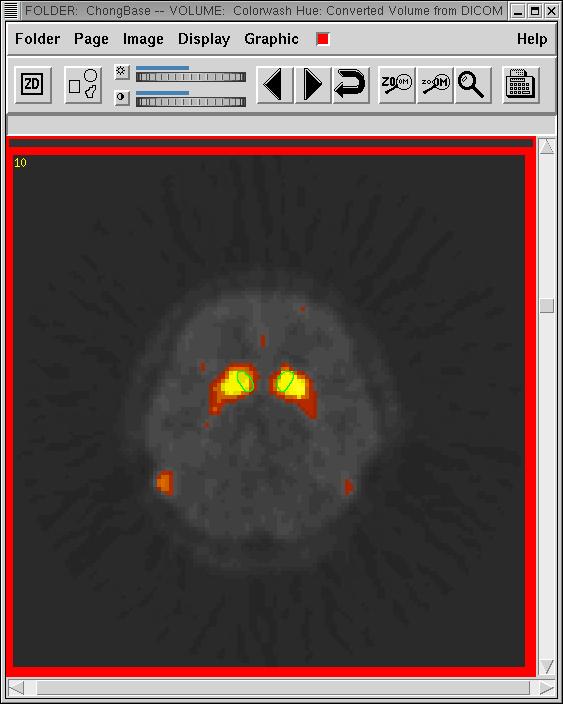 FOLDER: ChongBase -- VOLUME: Colorwash Hue: Converted Volume from DICOM
Folder Page Image Display Graphic Help
2D ZOOM ZOOM
10